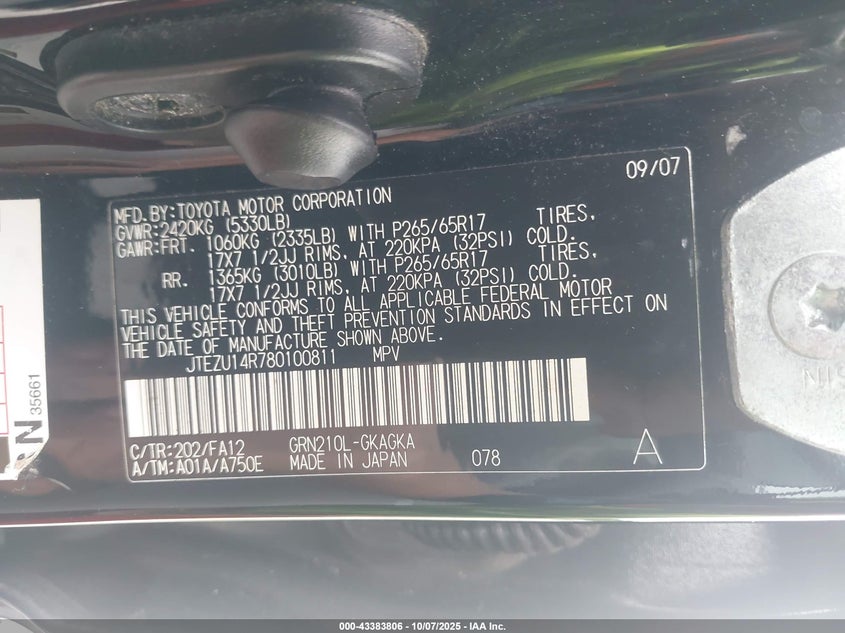 09/07
MFD.BY:TOYOTA MOTOR CORPORATION
GVWR:2420KG (5330LB)
GAWR:FRT. 1060KG (2335LB) WITH P265/65R17 TIRES,
17X7 1/2JJ RIMS, AT 220KPA (32PSI) COLD.
RR. 1365KG (3010LB) WITH P265/65R17 TIRES,
17X7 1/2JJ RIMS, AT 220KPA (32PSI) COLD.
THIS VEHICLE CONFORMS TO ALL APPLICABLE FEDERAL MOTOR
VEHICLE SAFETY AND THEFT PREVENTION STANDARDS IN EFFECT ON
THE DATE OF MANUFACTURE SHOWN ABOVE.
JTEZU14R780100811 MPV
C/TR:202/FA12 GRN210L-GKAGKA
A/TM:A01A/A750E MADE IN JAPAN 078 A
35661
000-43383806 - 10/07/2025 - IAA Inc.